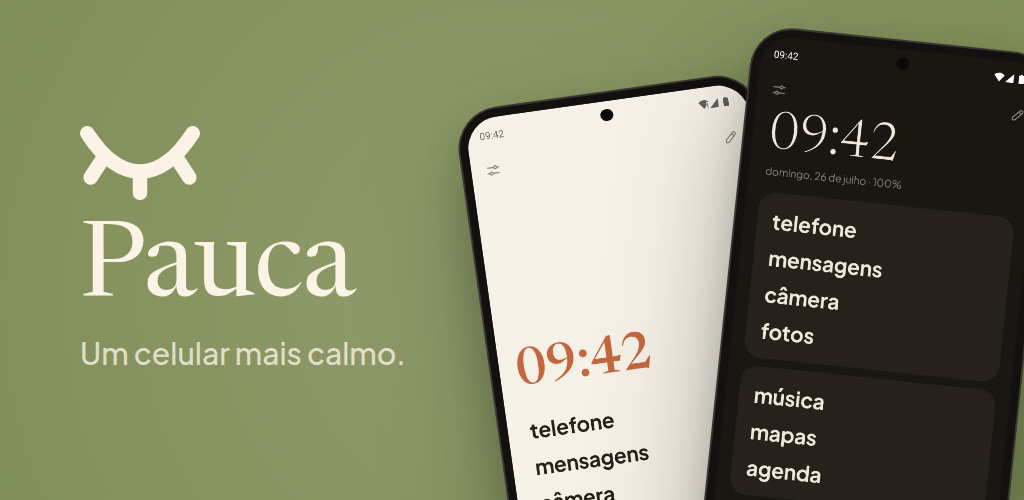 Pauca
Um celular mais calmo.
09:42
09:42
telefone
mensagens
câmera
09:42
09:42
domingo, 26 de julho · 100%
telefone
mensagens
câmera
fotos
música
mapas
agenda